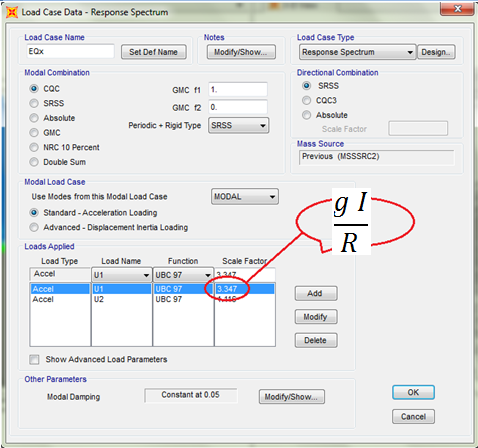 Load Case Data - Response Spectrum
Load Case Name
EQx
Set Def Name
Notes
Modify/Show...
Load Case Type
Response Spectrum
Design...
Modal Combination
CQC
SRSS
Absolute
GMC
NRC 10 Percent
Double Sum
GMC f1 1.
GMC f2 0.
Periodic + Rigid Type SRSS
Directional Combination
SRSS
CQC3
Absolute
Scale Factor
Mass Source
Previous (MSSSRC2)
Modal Load Case
Use Modes from this Modal Load Case MODAL
Standard - Acceleration Loading
Advanced - Displacement Inertia Loading
g I
R
Loads Applied
Load Type Load Name Function Scale Factor
Accel U1 UBC 97 3.347
Accel U1 UBC 97 3.347
Accel U2 UBC 97
Add
Modify
Delete
Show Advanced Load Parameters
Other Parameters
Modal Damping Constant at 0.05 Modify/Show...
OK
Cancel